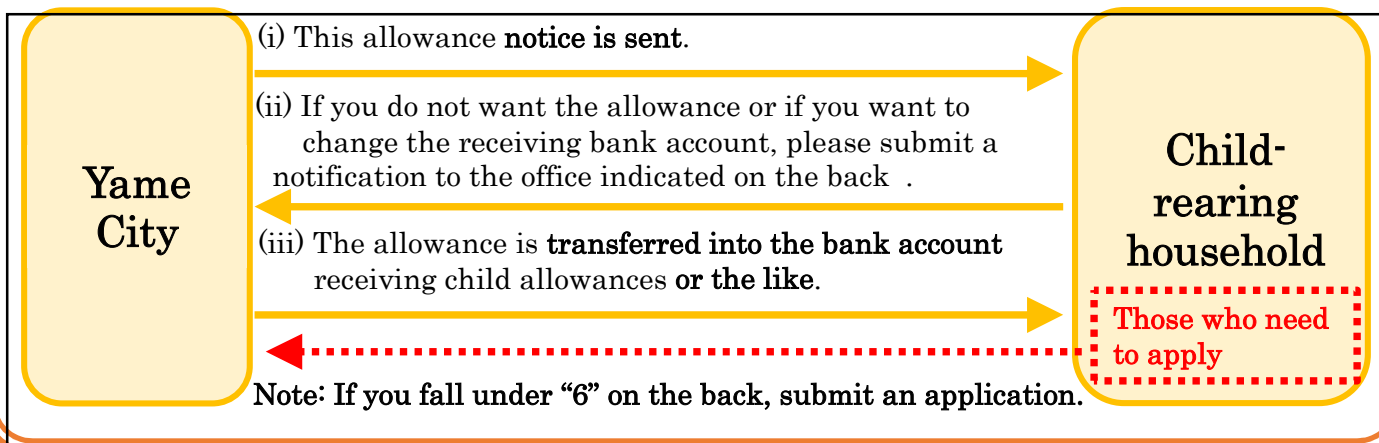 Yame
City
(i) This allowance notice is sent.
(ii) If you do not want the allowance or if you want to
change the receiving bank account, please submit a
notification to the office indicated on the back .
(iii) The allowance is transferred into the bank account
receiving child allowances or the like.
Note: If you fall under “6” on the back, submit an application.
Child-
rearing
household
Those who need
to apply